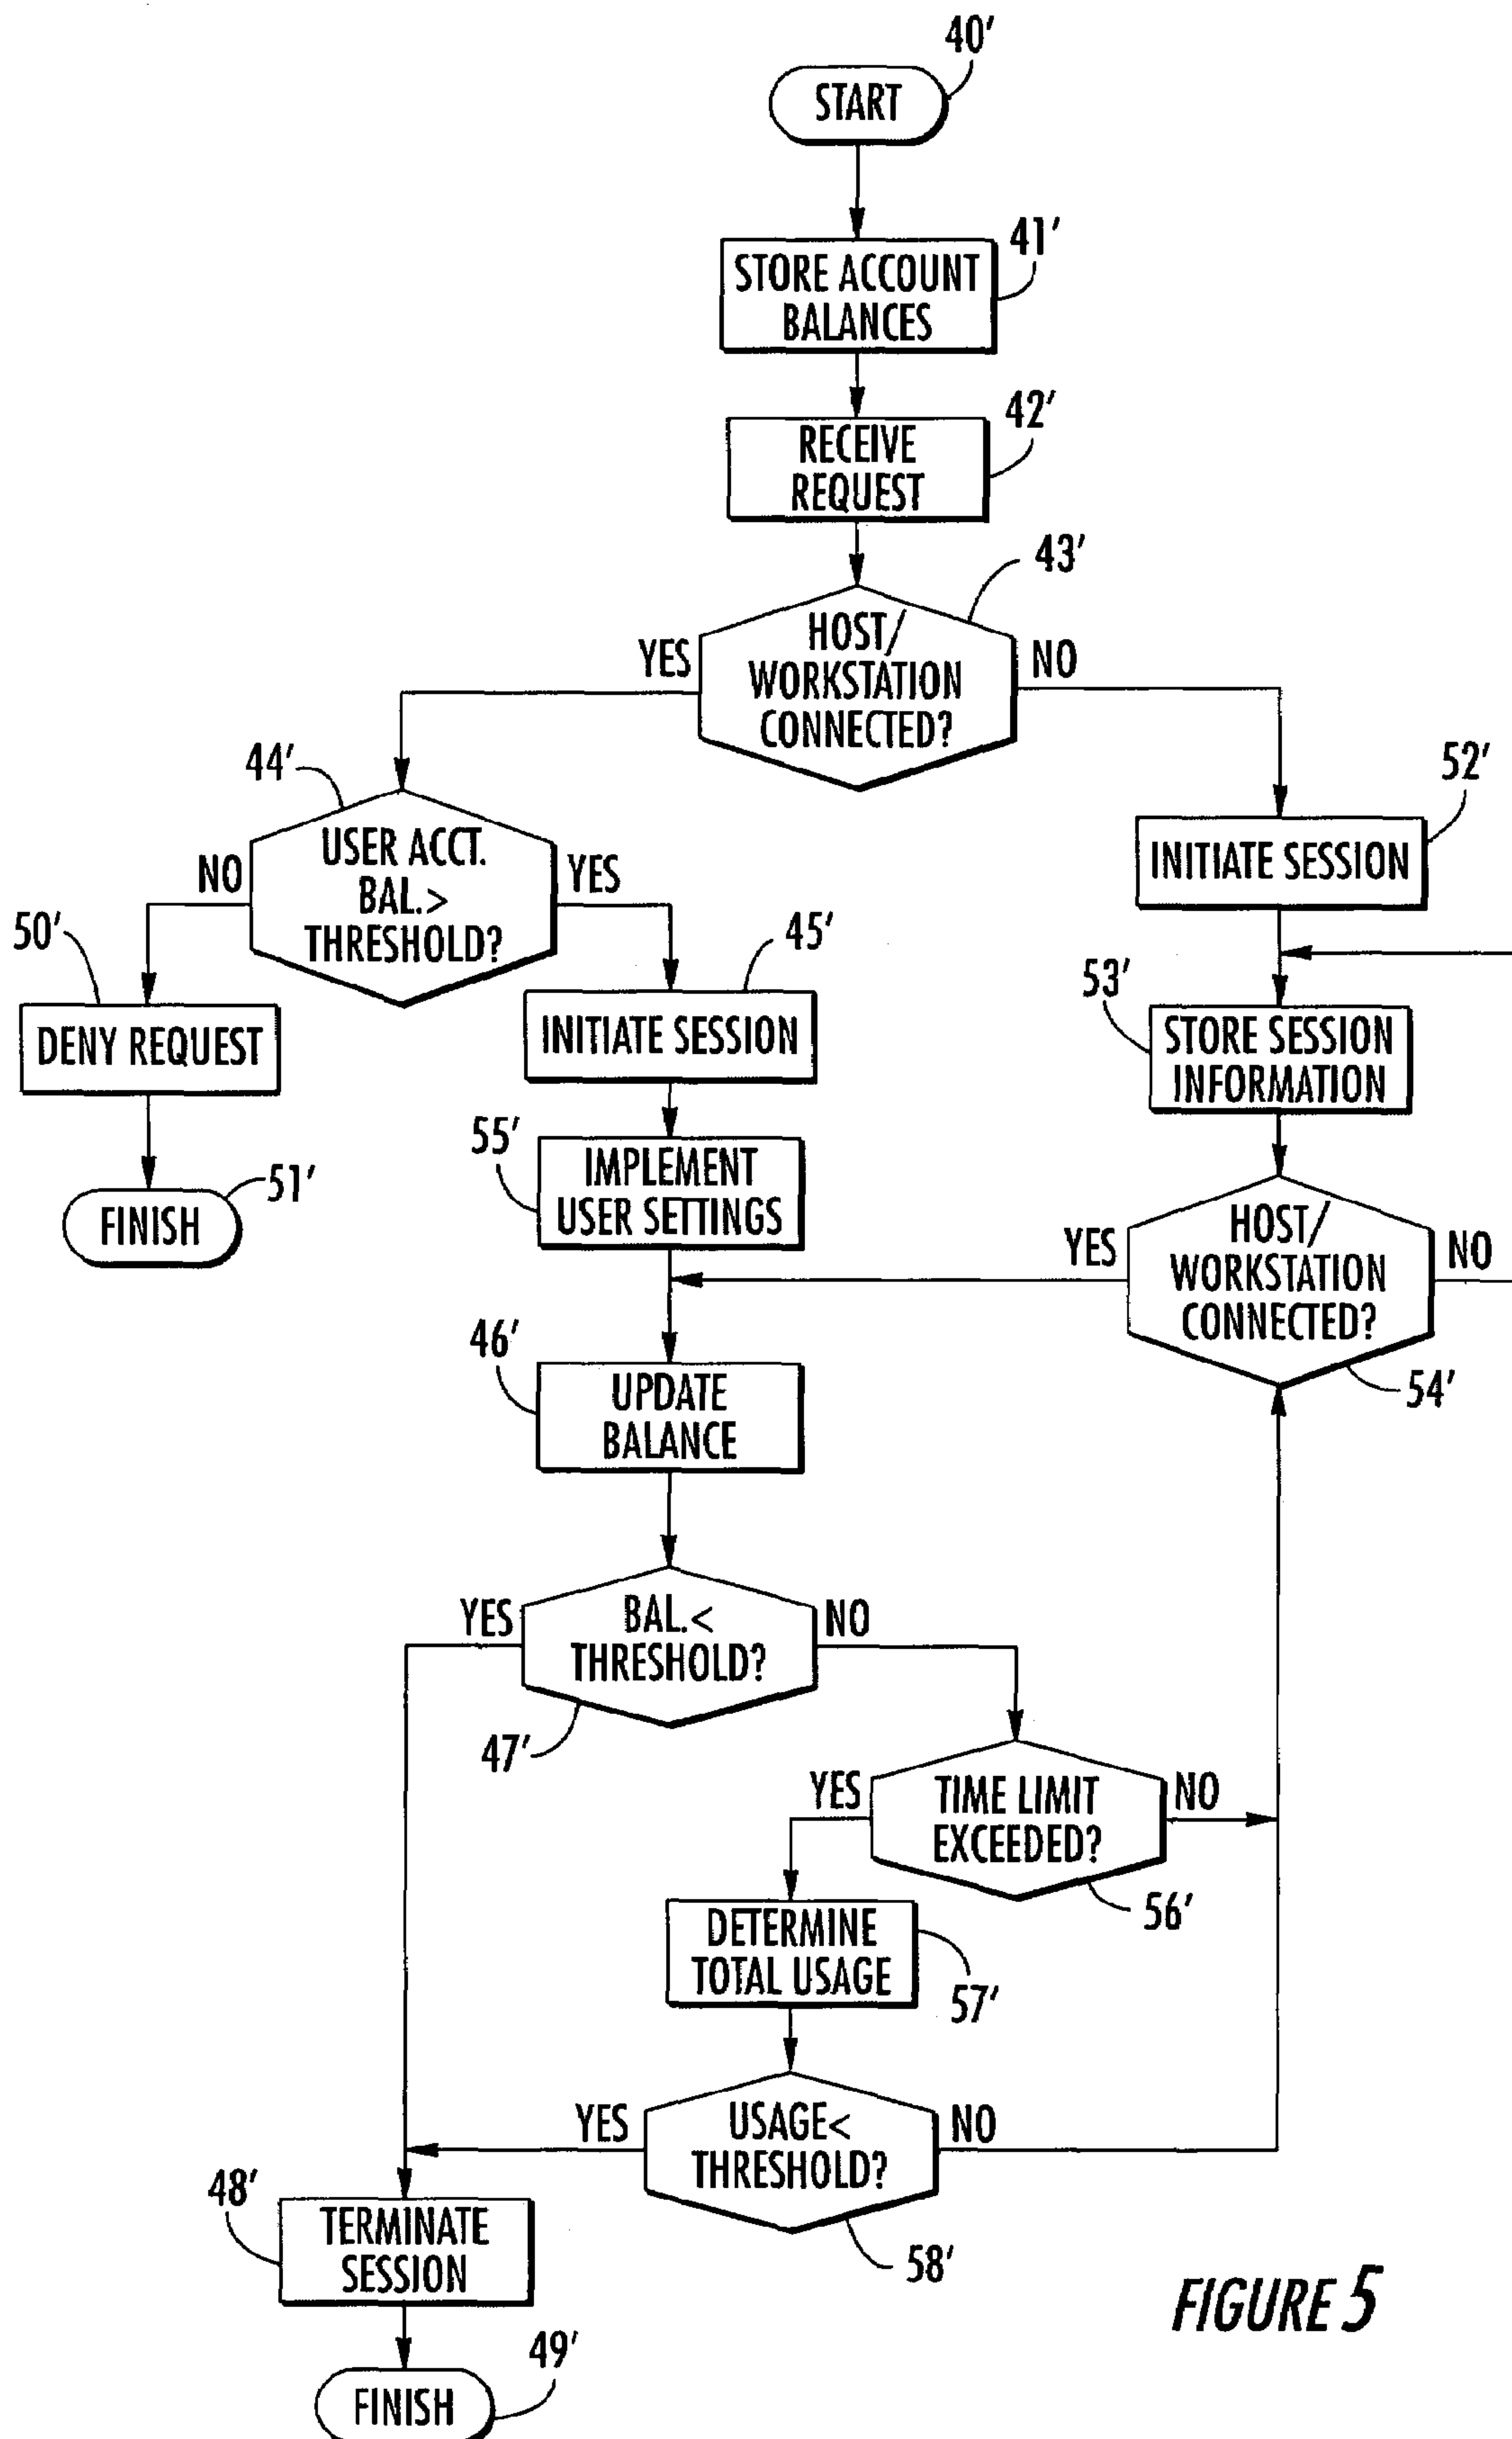 40'
START
41'
STORE ACCOUNT
BALANCES
42'
RECEIVE
REQUEST
43'
HOST/
WORKSTATION
CONNECTED?
YES
NO
44'
USER ACCT.
BAL.>
THRESHOLD?
NO
YES
52'
INITIATE SESSION
50'
DENY REQUEST
45'
INITIATE SESSION
53'
STORE SESSION
INFORMATION
51'
FINISH
55'
IMPLEMENT
USER SETTINGS
YES
HOST/
WORKSTATION
CONNECTED?
NO
54'
46'
UPDATE
BALANCE
YES
BAL.<
THRESHOLD?
NO
47'
YES
TIME LIMIT
EXCEEDED?
NO
56'
DETERMINE
TOTAL USAGE
57'
YES
USAGE<
THRESHOLD?
NO
58'
48'
TERMINATE
SESSION
49'
FINISH
FIGURE 5